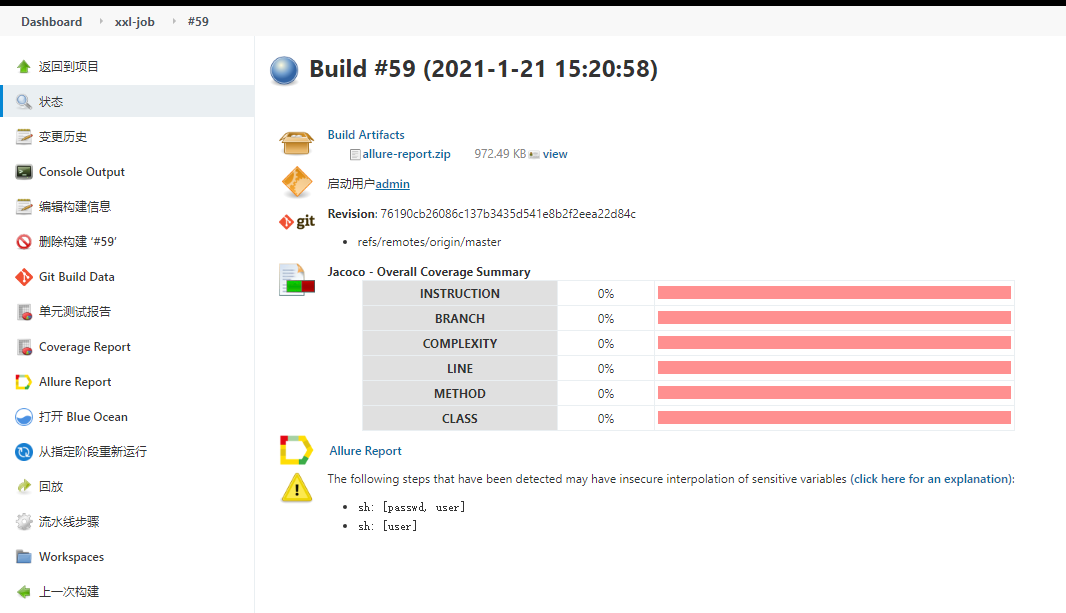 Dashboard xxl-job #59
返回到项目
状态
变更历史
Console Output
编辑构建信息
删除构建 ‘#59’
Git Build Data
单元测试报告
Coverage Report
Allure Report
打开 Blue Ocean
从指定阶段重新运行
回放
流水线步骤
Workspaces
上一次构建
Build #59 (2021-1-21 15:20:58)
Build Artifacts
allure-report.zip 972.49 KB view
启动用户admin
git
Revision: 76190cb26086c137b3435d541e8b2f2eea22d84c
refs/remotes/origin/master
Jacoco - Overall Coverage Summary
INSTRUCTION 0%
BRANCH 0%
COMPLEXITY 0%
LINE 0%
METHOD 0%
CLASS 0%
Allure Report
The following steps that have been detected may have insecure interpolation of sensitive variables (click here for an explanation):
sh: [passwd, user]
sh: [user]